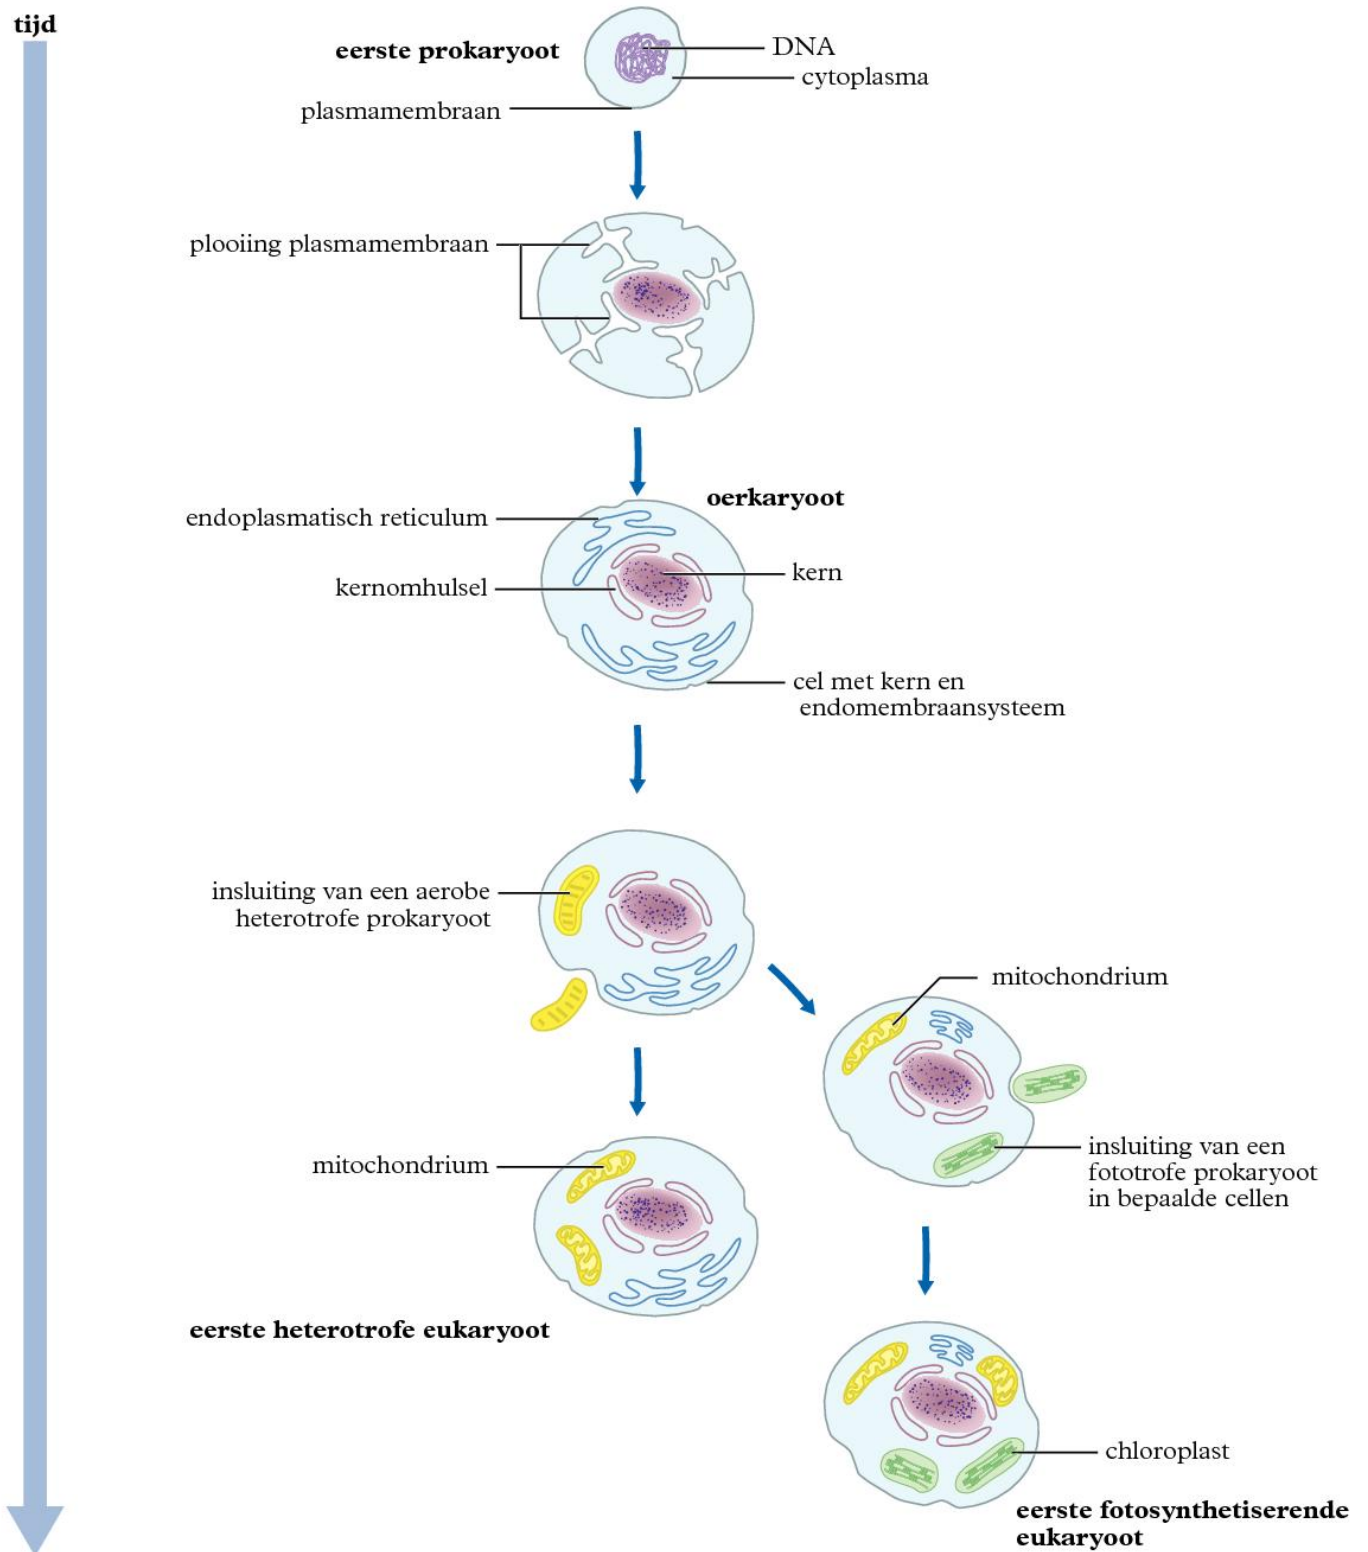 tijd
eerste prokaryoot
DNA
cytoplasma
plasmamembraan
plooiing plasmamembraan
oerkaryoot
endoplasmatisch reticulum
kern
kernomhulsel
cel met kern en
endomembraansysteem
insluiting van een aerobe
heterotrofe prokaryoot
mitochondrium
insluiting van een
fototrofe prokaryoot
in bepaalde cellen
mitochondrium
eerste heterotrofe eukaryoot
chloroplast
eerste fotosynthetiserende
eukaryoot